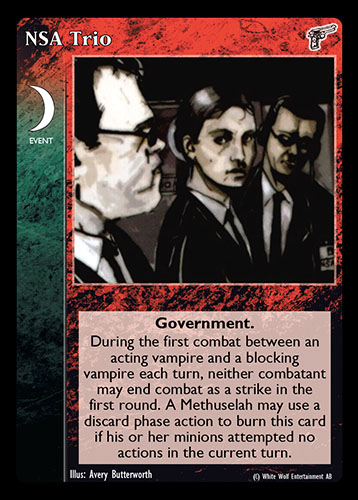 NSA Trio
EVENT
Government.
During the first combat between an
acting vampire and a blocking
vampire each turn, neither combatant
may end combat as a strike in the
first round. A Methuselah may use a
discard phase action to burn this card
if his or her minions attempted no
actions in the current turn.
Illus: Avery Butterworth
(C) White Wolf Entertainment AB